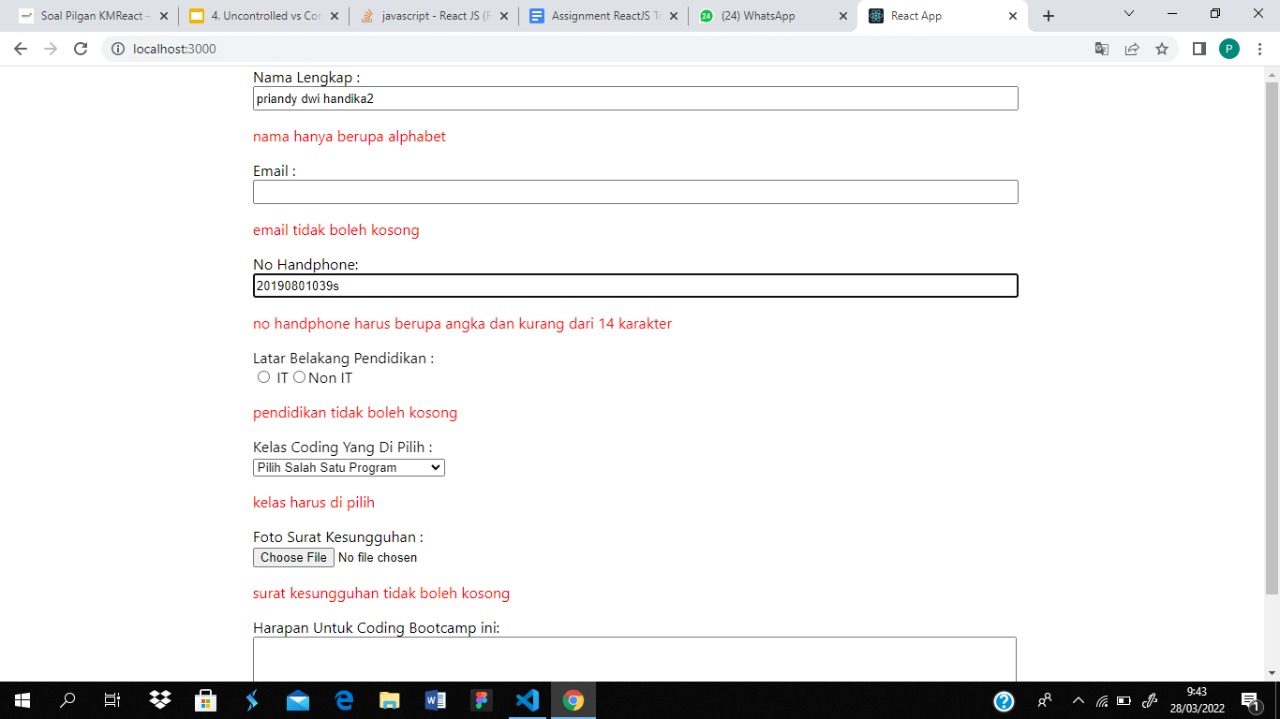 Soal Pilgan KMReact –
4. Uncontrolled vs Con
javascript - React JS (F
Assignment ReactJS To
(24) WhatsApp
React App
localhost:3000
P
Nama Lengkap :
priandy dwi handika2
nama hanya berupa alphabet
Email :
email tidak boleh kosong
No Handphone:
20190801039s
no handphone harus berupa angka dan kurang dari 14 karakter
Latar Belakang Pendidikan :
IT Non IT
pendidikan tidak boleh kosong
Kelas Coding Yang Di Pilih :
Pilih Salah Satu Program
kelas harus di pilih
Foto Surat Kesungguhan :
Choose File No file chosen
surat kesungguhan tidak boleh kosong
Harapan Untuk Coding Bootcamp ini:
9:43
28/03/2022
1